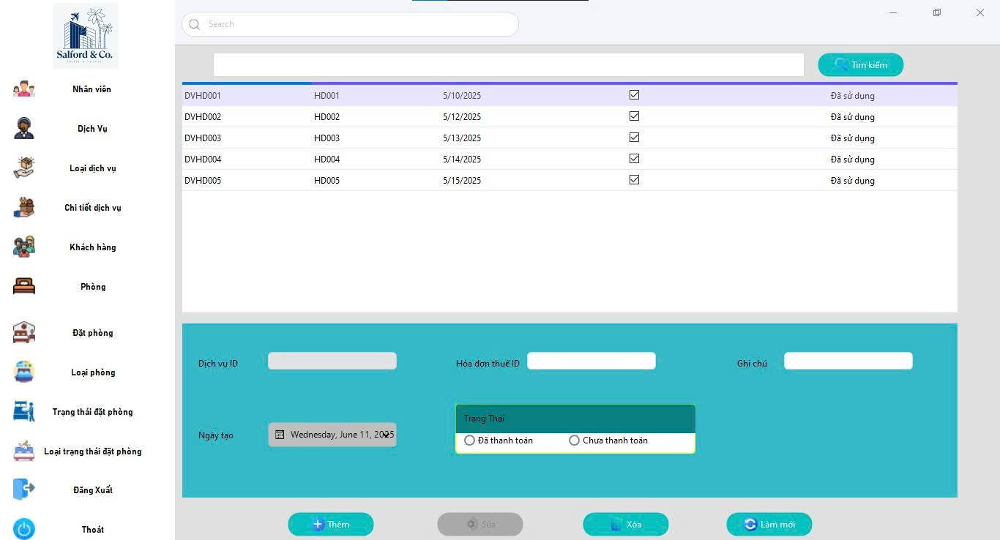 Salford & Co.
Search
Tìm kiếm
Nhân viên
Dịch Vụ
Loại dịch vụ
Chi tiết dịch vụ
Khách hàng
Phòng
Đặt phòng
Loại phòng
Trạng thái đặt phòng
Loại trạng thái đặt phòng
Đăng Xuất
Thoát
DVHD001 HD001 5/10/2025 Đã sử dụng
DVHD002 HD002 5/12/2025 Đã sử dụng
DVHD003 HD003 5/13/2025 Đã sử dụng
DVHD004 HD004 5/14/2025 Đã sử dụng
DVHD005 HD005 5/15/2025 Đã sử dụng
Dịch vụ ID Hóa đơn thuế ID Ghi chú
Trạng Thái
Ngày tạo Wednesday, June 11, 2025 Đã thanh toán Chưa thanh toán
Thêm Sửa Xóa Làm mới